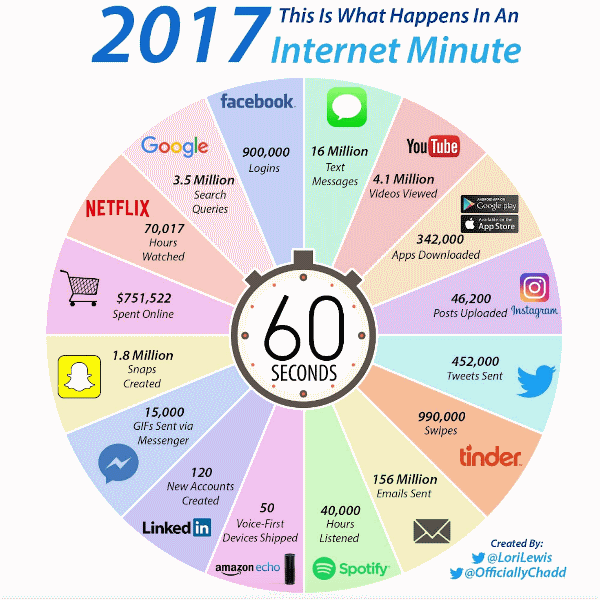 2017 This Is What Happens In An
Internet Minute
facebook
900,000
Logins
16 Million
Text
Messages
YouTube
4.1 Million
Videos Viewed
ANDROID APP ON
Google play
Available on the
App Store
342,000
Apps Downloaded
46,200
Posts Uploaded
Instagram
452,000
Tweets Sent
990,000
Swipes
tinder
156 Million
Emails Sent
40,000
Hours
Listened
Spotify
50
Voice-First
Devices Shipped
amazon echo
120
New Accounts
Created
Linked in
15,000
GIFs Sent via
Messenger
1.8 Million
Snaps
Created
$751,522
Spent Online
NETFLIX
70,017
Hours
Watched
Google
3.5 Million
Search
Queries
60
SECONDS
Created By:
@LoriLewis
@OfficiallyChadd